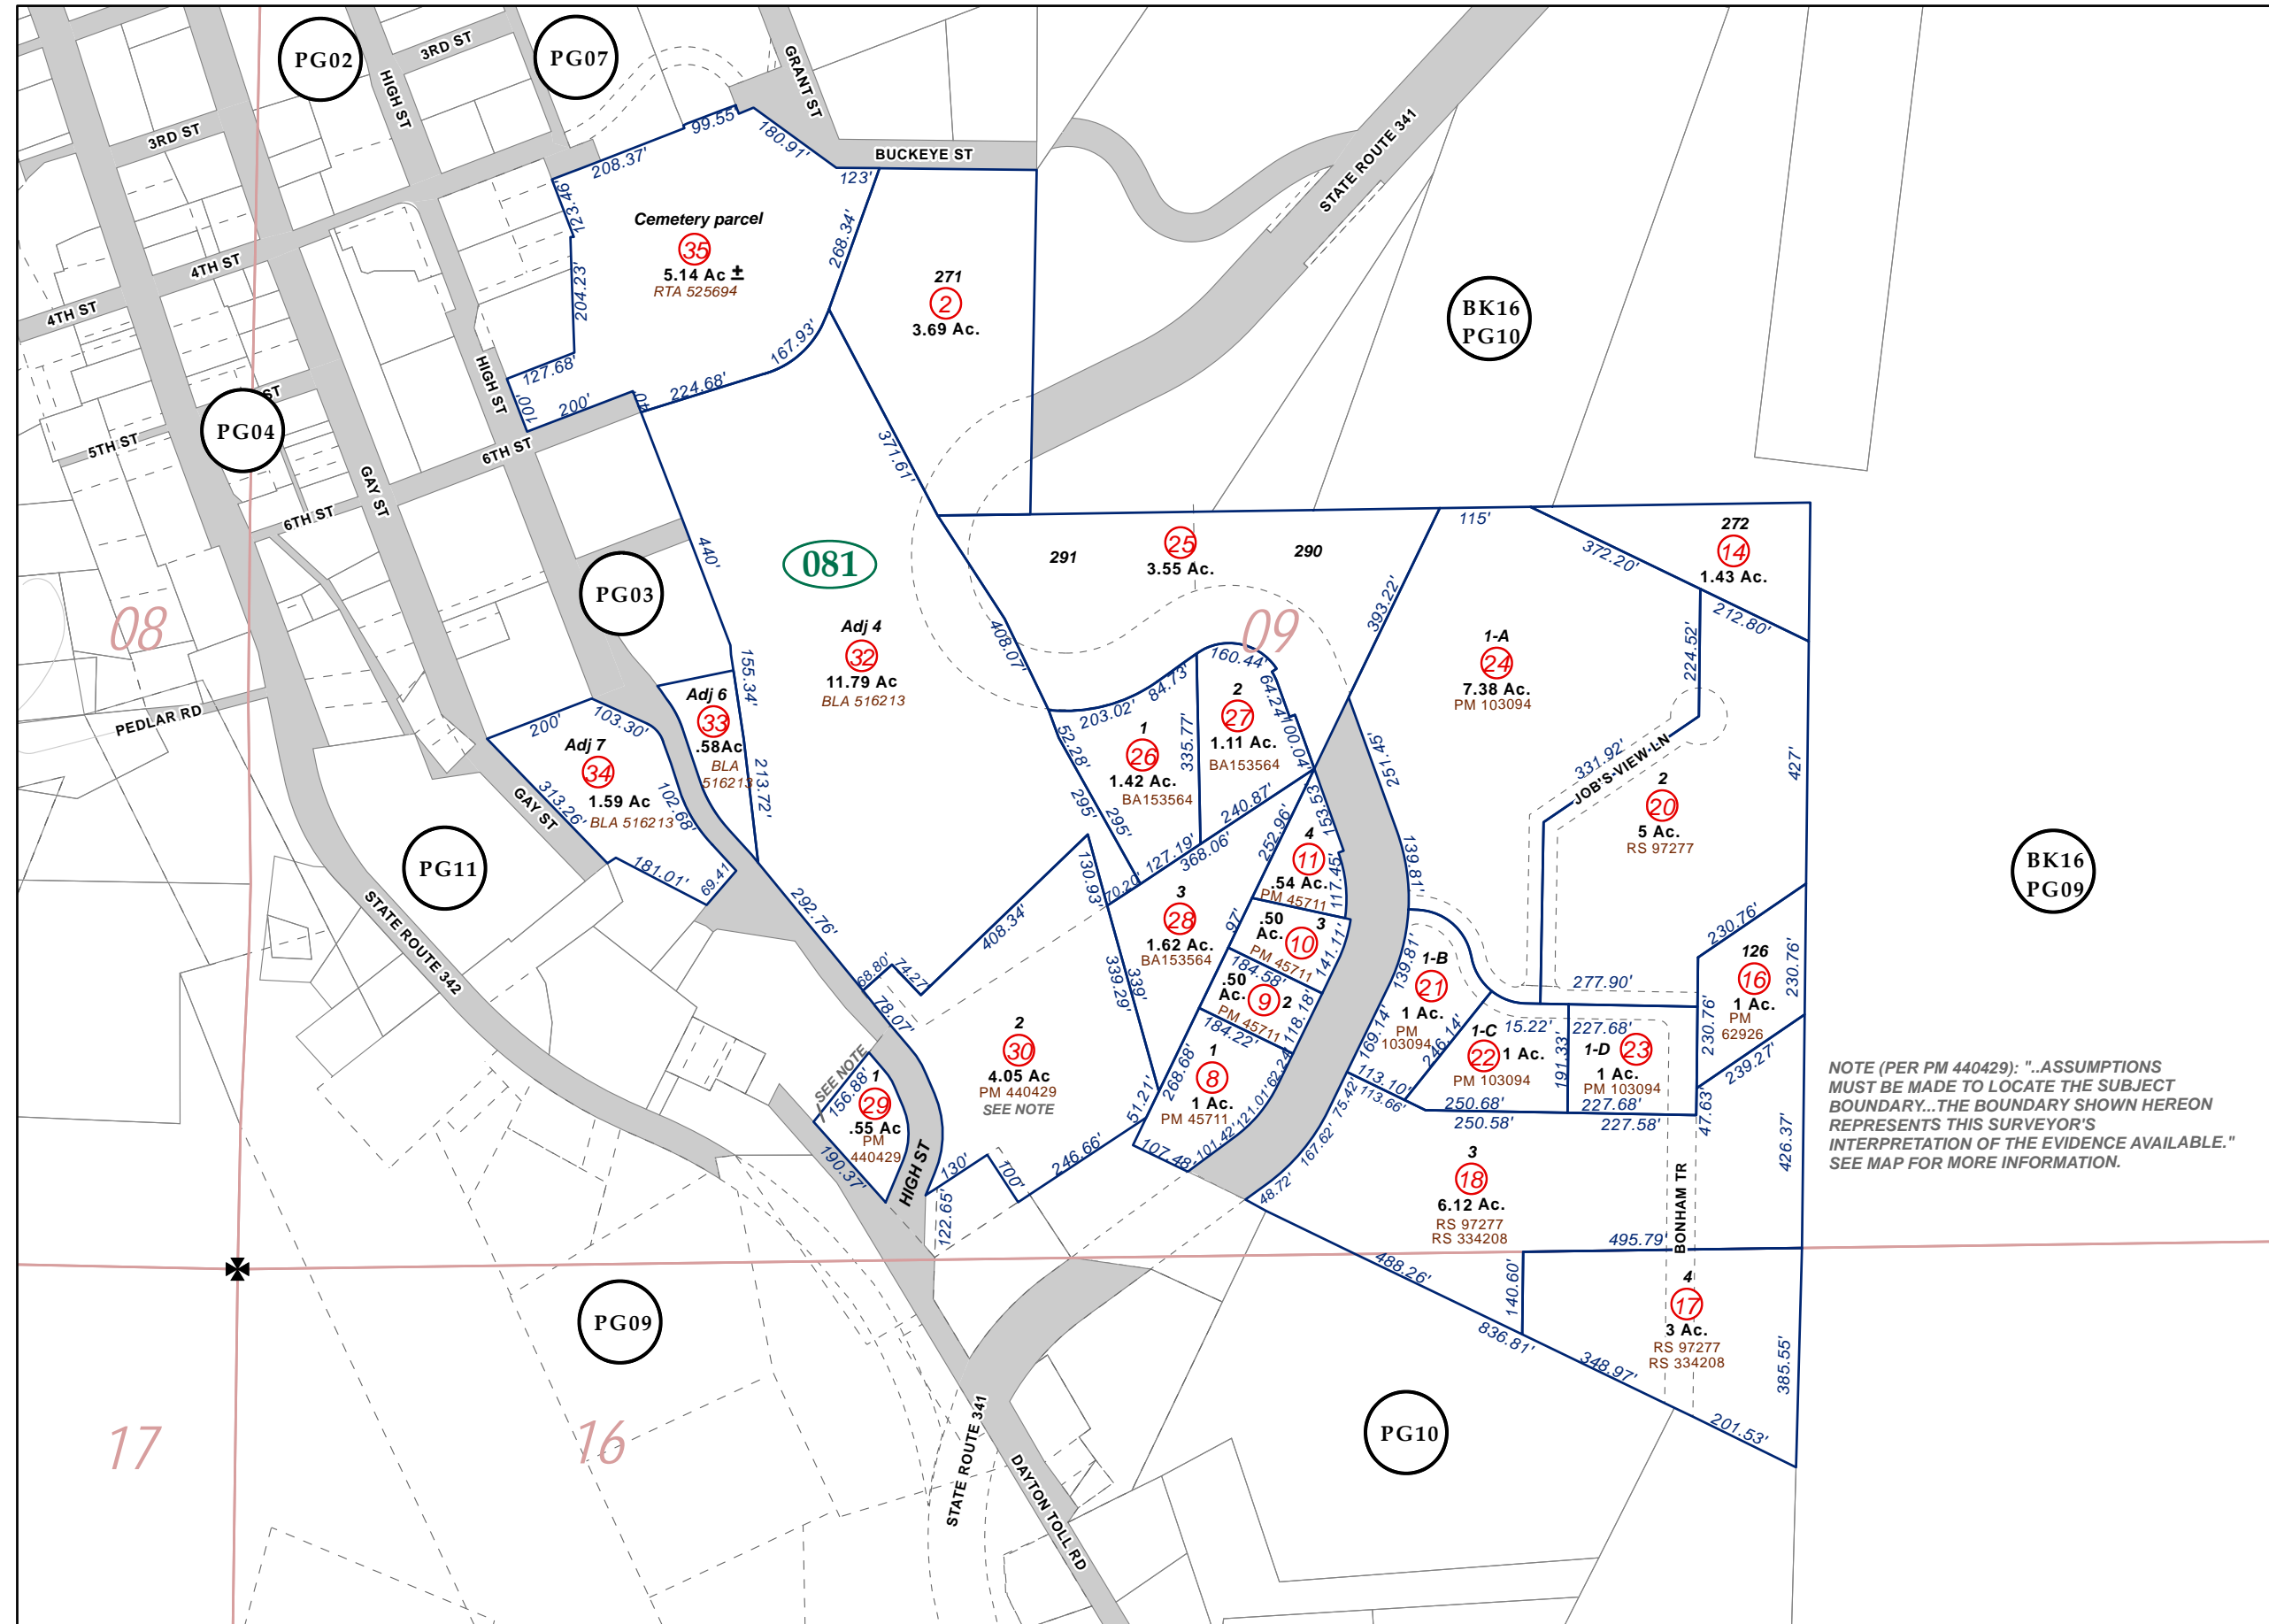 PG02
PG07
3RD ST
HIGH ST
GRANT ST
3RD ST
BUCKEYE ST
STATE ROUTE 341
99.55'
180.91'
208.37'
123'
123.46'
Cemetery parcel
35
5.14 Ac ±
RTA 525694
268.34'
204.23'
271
2
3.69 Ac.
4TH ST
4TH ST
BK16
PG10
167.93'
127.68'
100'
200'
40'
224.68'
HIGH ST
ST
PG04
5TH ST
6TH ST
6TH ST
GAY ST
371.61'
440'
081
PG03
291
25
3.55 Ac.
290
115'
372.20'
272
14
1.43 Ac.
212.80'
08
09
408.07'
393.22'
Adj 4
32
11.79 Ac
BLA 516213
155.34'
1-A
24
7.38 Ac.
PM 103094
224.52'
Adj 6
33
.58Ac
BLA
516213
213.72'
PEDLAR RD
200'
103.30'
Adj 7
34
1.59 Ac
BLA 516213
313.26'
102.68'
181.01'
69.41'
GAY ST
160.44'
84.73'
203.02'
64.24'
100.04'
52.28'
295'
295'
1
26
1.42 Ac.
BA153564
335.77'
2
27
1.11 Ac.
BA153564
240.87'
127.19'
368.06'
70.20'
251.45'
331.92'
JOB'S VIEW LN
2
20
5 Ac.
RS 97277
427'
PG11
STATE ROUTE 342
292.76'
68.80'
74.27'
408.34'
130.93'
78.07'
252.96'
153.53'
4
11
.54 Ac.
PM 45711
117.45'
139.81'
97'
.50
Ac.
3
10
PM 45711
141.11'
184.58'
.50
Ac.
9
2
PM 45711
118.18'
184.22'
3
28
1.62 Ac.
BA153564
339.29'
339'
139.81'
1-B
21
1 Ac.
PM
103094
169.14'
246.14'
113.10'
113.66'
277.90'
15.22'
1-C
22
1 Ac.
PM 103094
191.33'
227.68'
1-D
23
1 Ac.
PM 103094
250.68'
227.68'
250.58'
227.58'
230.76'
126
16
1 Ac.
PM
62926
230.76'
230.76'
239.27'
47.63'
BK16
PG09
SEE NOTE
156.88'
1
29
.55 Ac
PM
440429
190.37'
HIGH ST
2
30
4.05 Ac
PM 440429
SEE NOTE
130'
100'
122.65'
246.66'
51.21'
268.68'
1
8
1 Ac.
PM 45711
62.24'
121.01'
101.42'
107.48'
75.42'
167.62'
48.72'
NOTE (PER PM 440429): "..ASSUMPTIONS
MUST BE MADE TO LOCATE THE SUBJECT
BOUNDARY...THE BOUNDARY SHOWN HEREON
REPRESENTS THIS SURVEYOR'S
INTERPRETATION OF THE EVIDENCE AVAILABLE."
SEE MAP FOR MORE INFORMATION.
3
18
6.12 Ac.
RS 97277
RS 334208
426.37'
BONHAM TR
495.79'
488.26'
140.60'
4
17
3 Ac.
RS 97277
RS 334208
836.81'
348.97'
385.55'
201.53'
PG09
PG10
17
16
STATE ROUTE 341
DAYTON TOLL RD